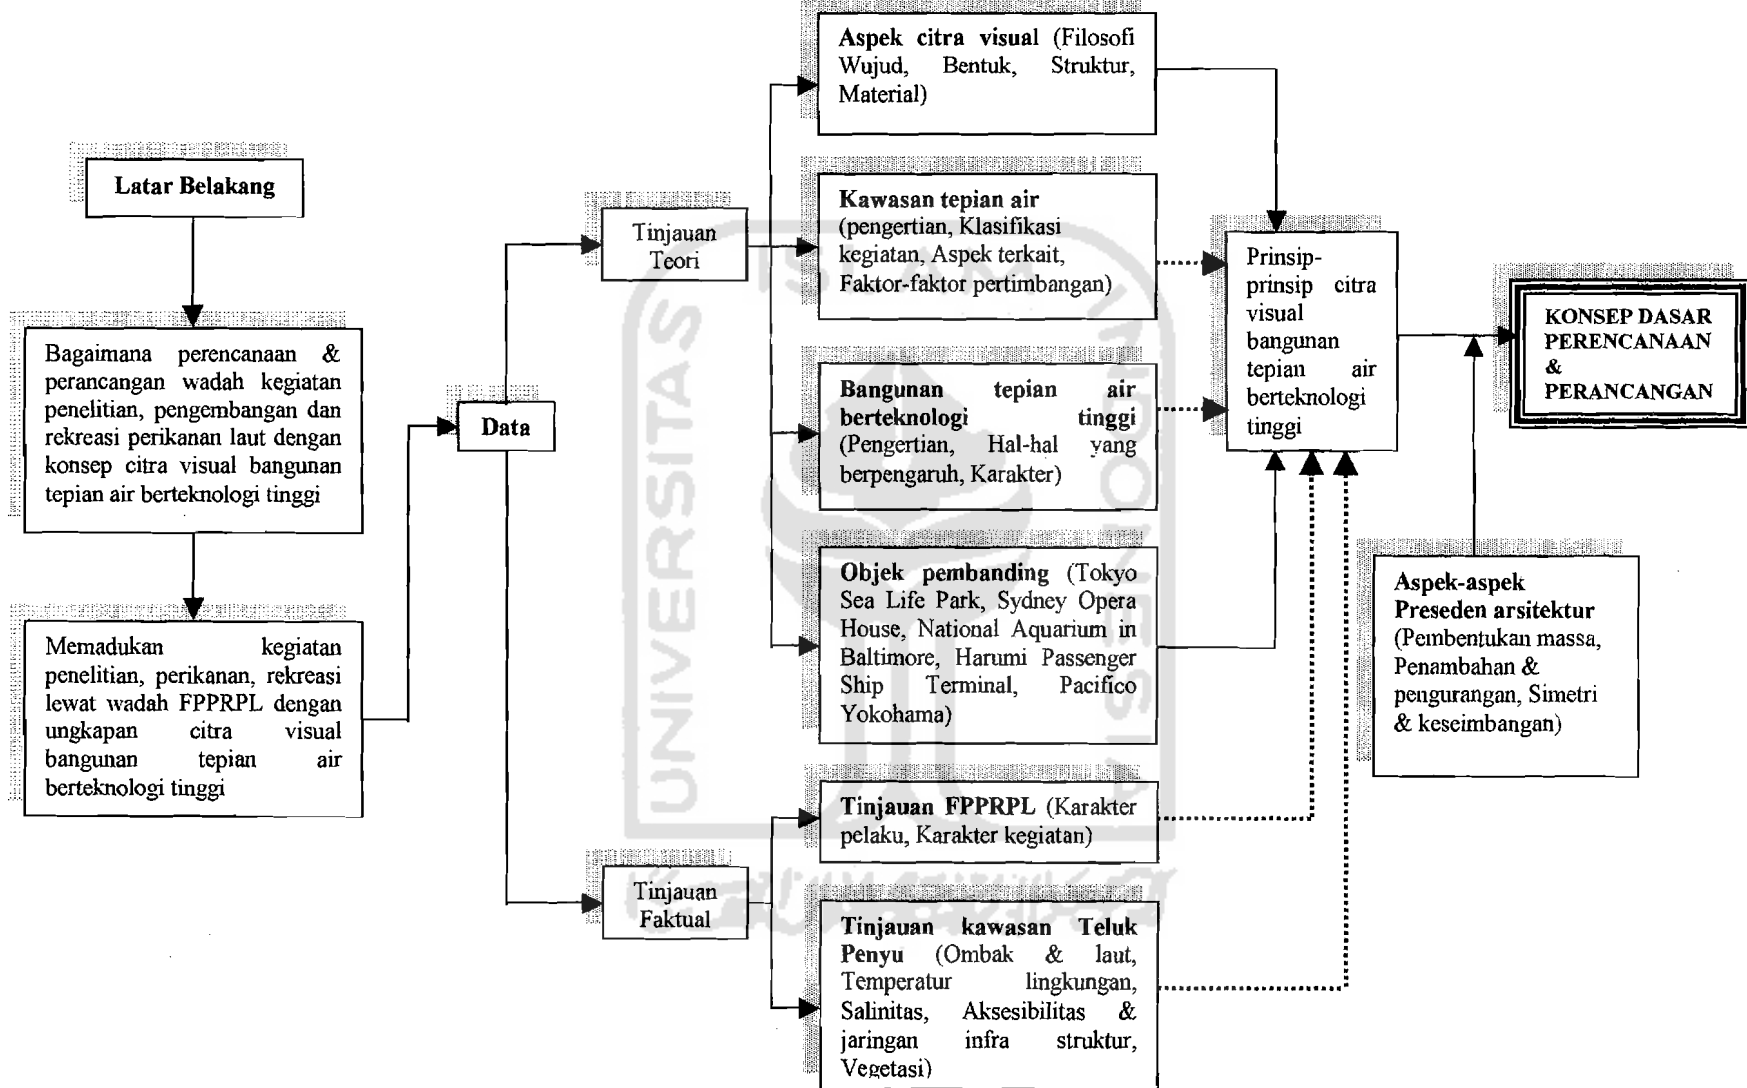 Latar Belakang
Bagaimana perencanaan &
perancangan wadah kegiatan
penelitian, pengembangan dan
rekreasi perikanan laut dengan
konsep citra visual bangunan
tepian air berteknologi tinggi
Memadukan kegiatan
penelitian, perikanan, rekreasi
lewat wadah FPPRPL dengan
ungkapan citra visual
bangunan tepian air
berteknologi tinggi
Data
Tinjauan
Teori
Tinjauan
Faktual
Aspek citra visual (Filosofi
Wujud, Bentuk, Struktur,
Material)
Kawasan tepian air
(pengertian, Klasifikasi
kegiatan, Aspek terkait,
Faktor-faktor pertimbangan)
Bangunan tepian air
berteknologi tinggi
(Pengertian, Hal-hal yang
berpengaruh, Karakter)
Objek pembanding (Tokyo
Sea Life Park, Sydney Opera
House, National Aquarium in
Baltimore, Harumi Passenger
Ship Terminal, Pacifico
Yokohama)
Tinjauan FPPRPL (Karakter
pelaku, Karakter kegiatan)
Tinjauan kawasan Teluk
Penyu (Ombak & laut,
Temperatur lingkungan,
Salinitas, Aksesibilitas &
jaringan infra struktur,
Vegetasi)
Prinsip-
prinsip citra
visual
bangunan
tepian air
berteknologi
tinggi
Aspek-aspek
Preseden arsitektur
(Pembentukan massa,
Penambahan &
pengurangan, Simetri
& keseimbangan)
KONSEP DASAR
PERENCANAAN
&
PERANCANGAN
UNIVERSITAS
ISLAM
INDONESIA